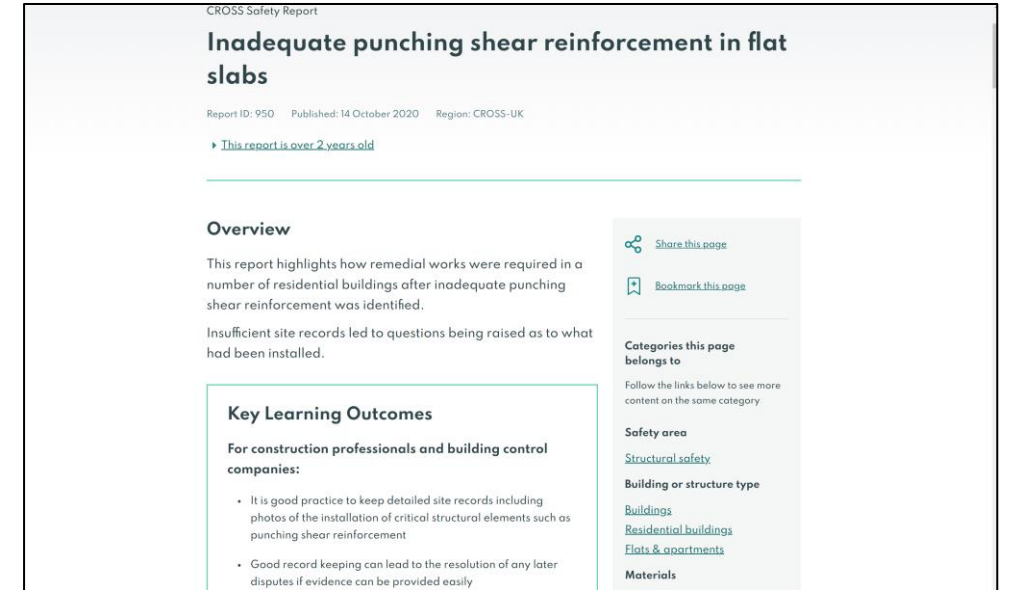 CROSS Safety Report
Inadequate punching shear reinforcement in flat
slabs
Report ID: 950 Published: 14 October 2020 Region: CROSS-UK
This report is over 2 years old
Overview
This report highlights how remedial works were required in a
number of residential buildings after inadequate punching
shear reinforcement was identified.
Insufficient site records led to questions being raised as to what
had been installed.
Key Learning Outcomes
For construction professionals and building control
companies:
• It is good practice to keep detailed site records including
photos of the installation of critical structural elements such as
punching shear reinforcement
• Good record keeping can lead to the resolution of any later
disputes if evidence can be provided easily
Share this page
Bookmark this page
Categories this page
belongs to
Follow the links below to see more
content on the same category
Safety area
Structural safety
Building or structure type
Buildings
Residential buildings
Flats & apartments
Materials